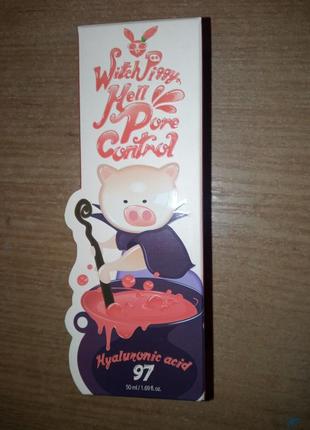 Witch Piggy
Hell
Pore
Control
Hyaluronic acid
97
50 ml / 1.69 fl. oz.